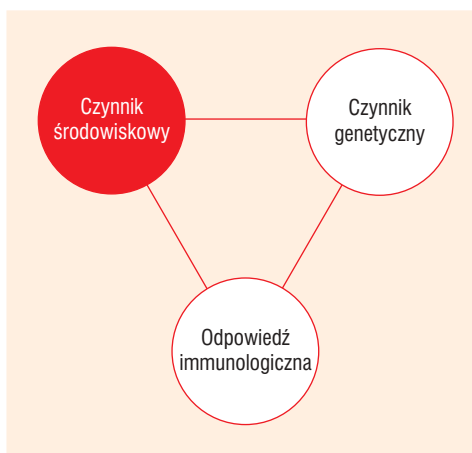 Czynnik
środowiskowy
Czynnik
genetyczny
Odpowiedź
immunologiczna